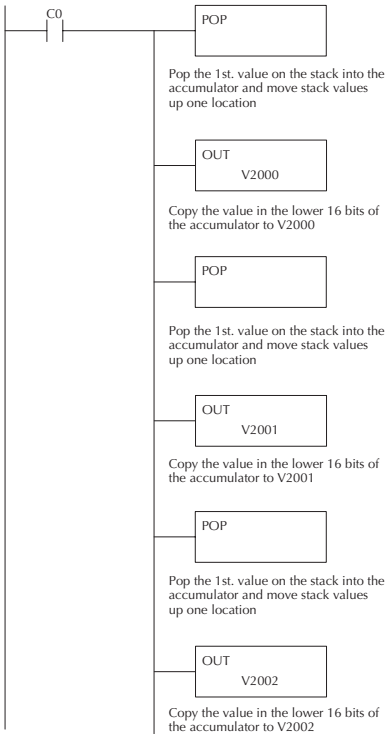 C0
POP
Pop the 1st. value on the stack into the
accumulator and move stack values
up one location
OUT
V2000
Copy the value in the lower 16 bits of
the accumulator to V2000
POP
Pop the 1st. value on the stack into the
accumulator and move stack values
up one location
OUT
V2001
Copy the value in the lower 16 bits of
the accumulator to V2001
POP
Pop the 1st. value on the stack into the
accumulator and move stack values
up one location
OUT
V2002
Copy the value in the lower 16 bits of
the accumulator to V2002